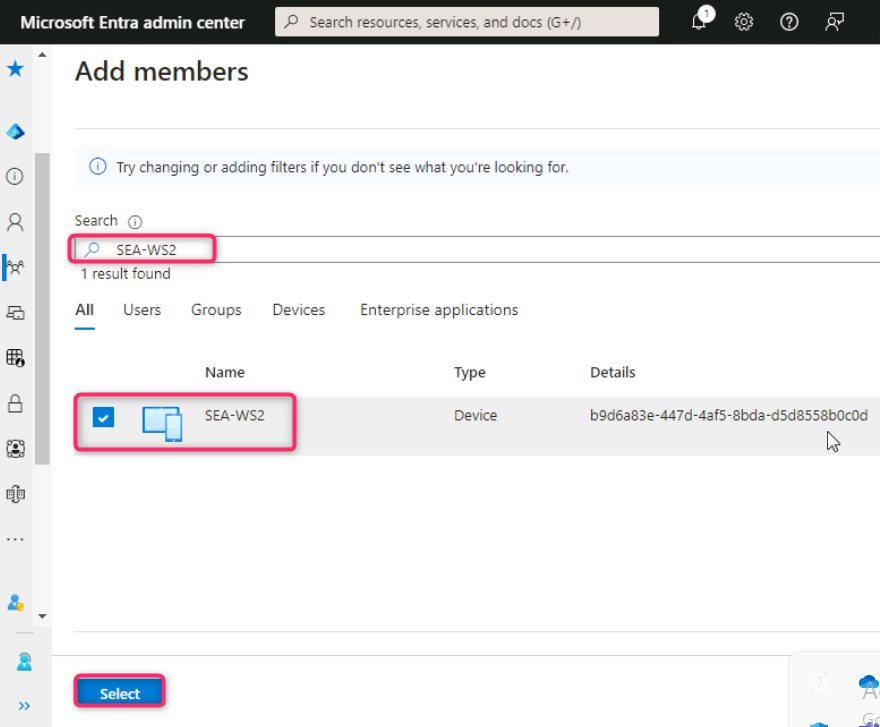 Microsoft Entra admin center
Search resources, services, and docs (G+/)
1
Add members
Try changing or adding filters if you don't see what you're looking for.
Search
SEA-WS2
1 result found
All Users Groups Devices Enterprise applications
Name Type Details
SEA-WS2 Device b9d6a83e-447d-4af5-8bda-d5d8558b0c0d
Select